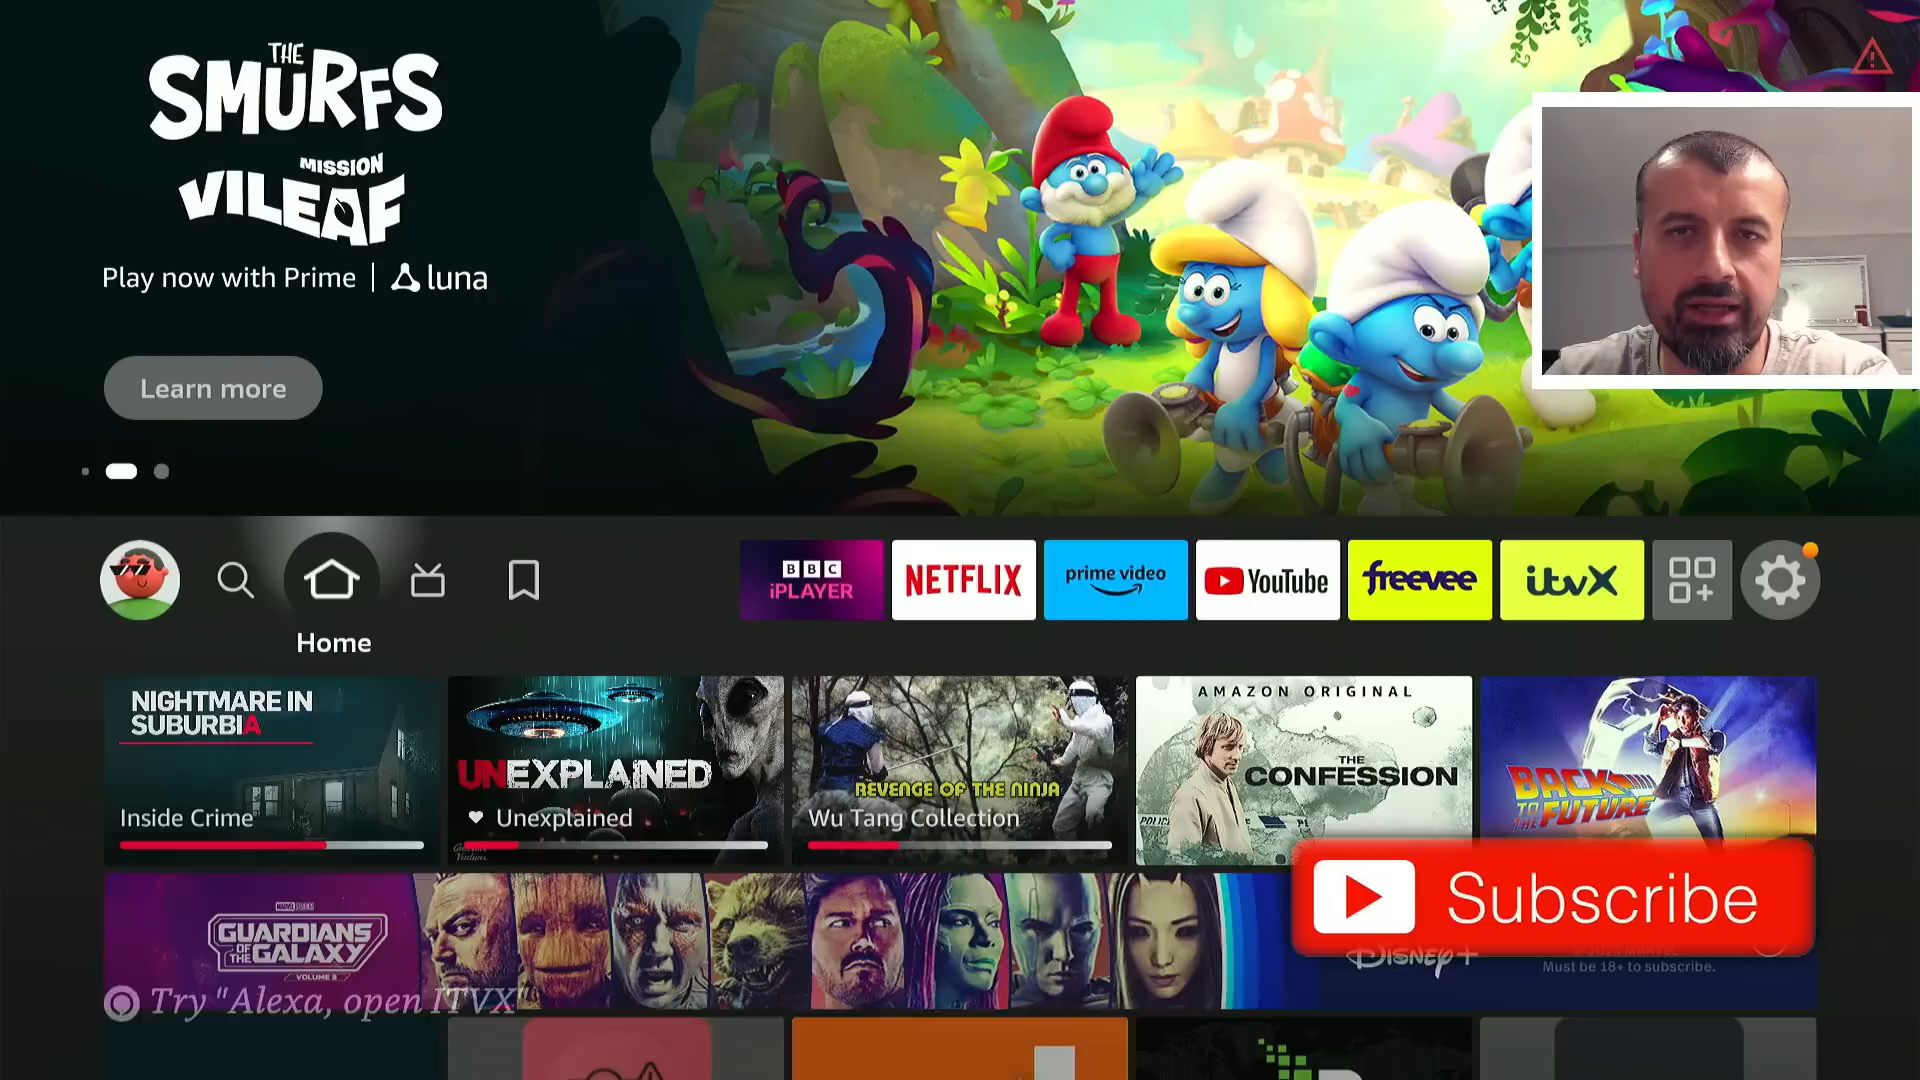 THE
SMURFS
MISSION
VILEAF
Play now with Prime | luna
Learn more
BBC
iPLAYER
NETFLIX
prime video
YouTube
freevee
itvX
Home
NIGHTMARE IN
SUBURBIA
Inside Crime
UNEXPLAINED
Unexplained
REVENGE OF THE NINJA
Wu Tang Collection
AMAZON ORIGINAL
THE
CONFESSION
BACK
TO THE FUTURE
MARVEL STUDIOS
GUARDIANS
OF THE GALAXY
VOLUME 3
Subscribe
DISNEY+
Must be 18+ to subscribe.
Try "Alexa, open ITVX"